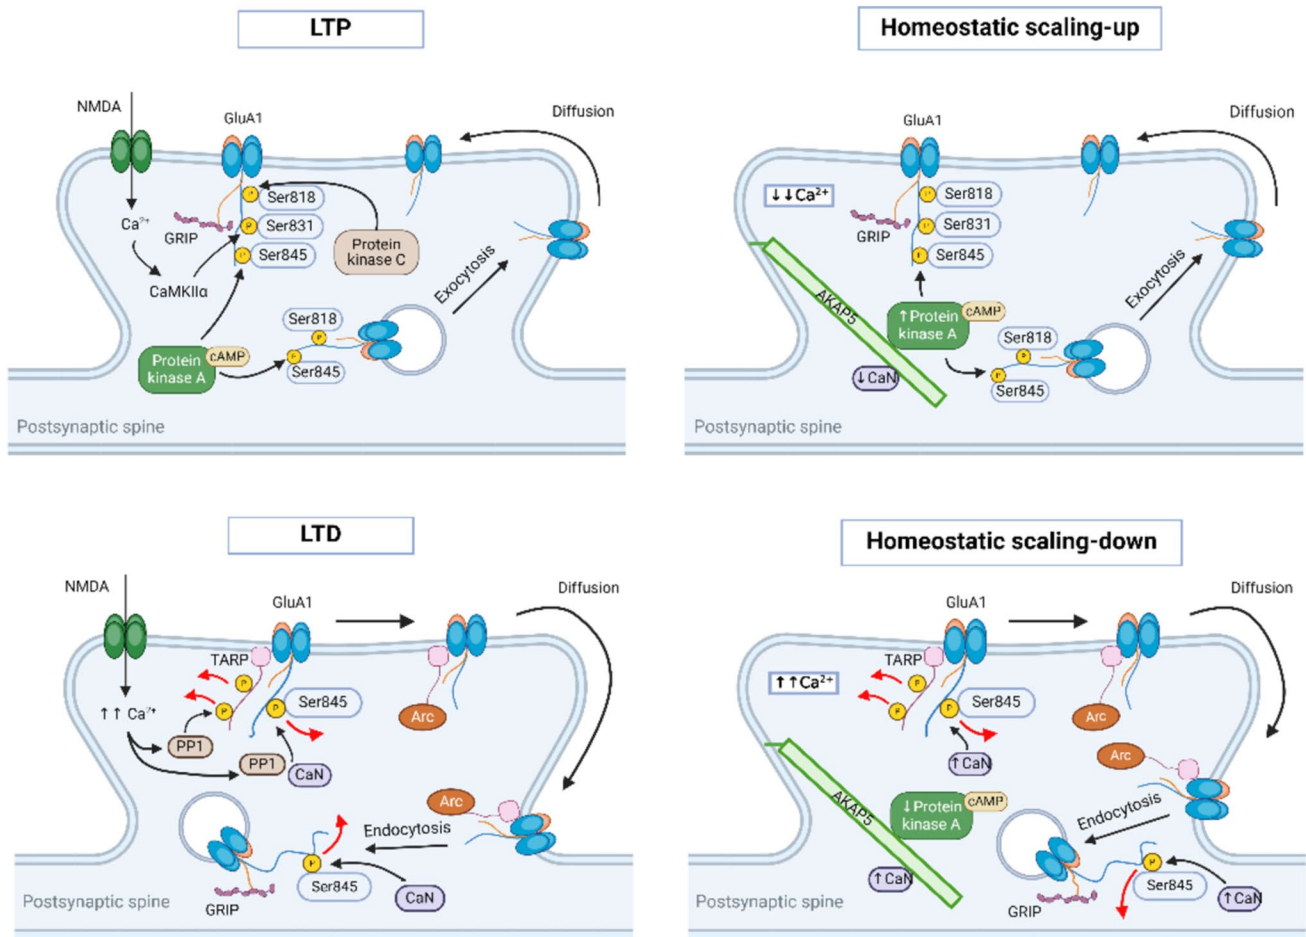 LTP
NMDA
GluA1
Diffusion
P
Ser818
Ca²⁺
GRIP
P
Ser831
Protein
kinase C
P
Ser845
CaMKIIα
Exocytosis
Ser818
P
Protein
kinase A
cAMP
P
Ser845
Postsynaptic spine
Homeostatic scaling-up
GluA1
Diffusion
↓↓Ca²⁺
P
Ser818
GRIP
P
Ser831
P
Ser845
AKAP5
Exocytosis
↑Protein
kinase A
cAMP
Ser818
P
↓CaN
P
Ser845
Postsynaptic spine
LTD
NMDA
GluA1
Diffusion
TARP
P
P
P
Ser845
↑↑ Ca²⁺
PP1
PP1
CaN
Arc
Arc
Endocytosis
P
Ser845
CaN
GRIP
Postsynaptic spine
Homeostatic scaling-down
GluA1
Diffusion
TARP
↑↑Ca²⁺
P
P
P
Ser845
Arc
↑CaN
Arc
AKAP5
↓Protein
kinase A
cAMP
Endocytosis
↑CaN
P
Ser845
↑CaN
GRIP
Postsynaptic spine